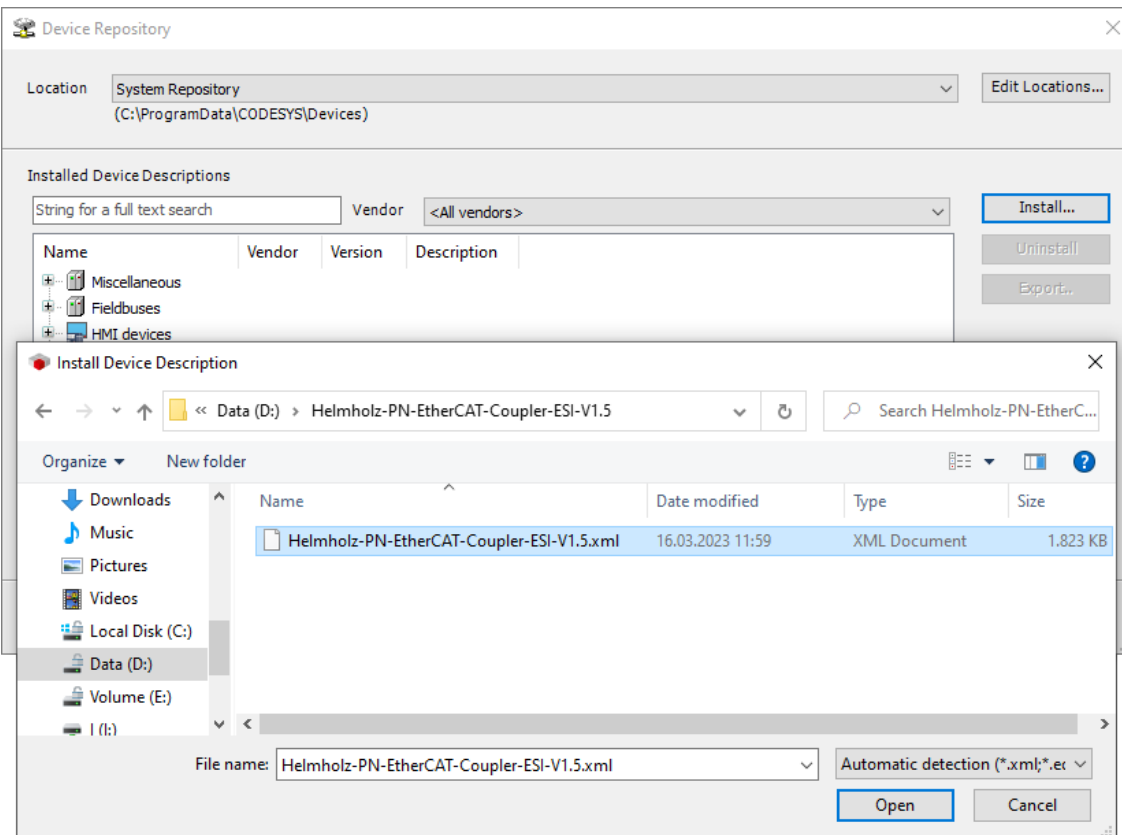 Device Repository
Location System Repository Edit Locations...
(C:\ProgramData\CODESYS\Devices)
Installed Device Descriptions
String for a full text search Vendor <All vendors> Install...
Name Vendor Version Description Uninstall
Miscellaneous Export...
Fieldbuses
HMI devices
Install Device Description
« Data (D:) › Helmholz-PN-EtherCAT-Coupler-ESI-V1.5 Search Helmholz-PN-EtherC...
Organize New folder ?
Downloads Name Date modified Type Size
Music Helmholz-PN-EtherCAT-Coupler-ESI-V1.5.xml 16.03.2023 11:59 XML Document 1.823 KB
Pictures
Videos
Local Disk (C:)
Data (D:)
Volume (E:)
File name: Helmholz-PN-EtherCAT-Coupler-ESI-V1.5.xml Automatic detection (*.xml;*.ec
Open Cancel